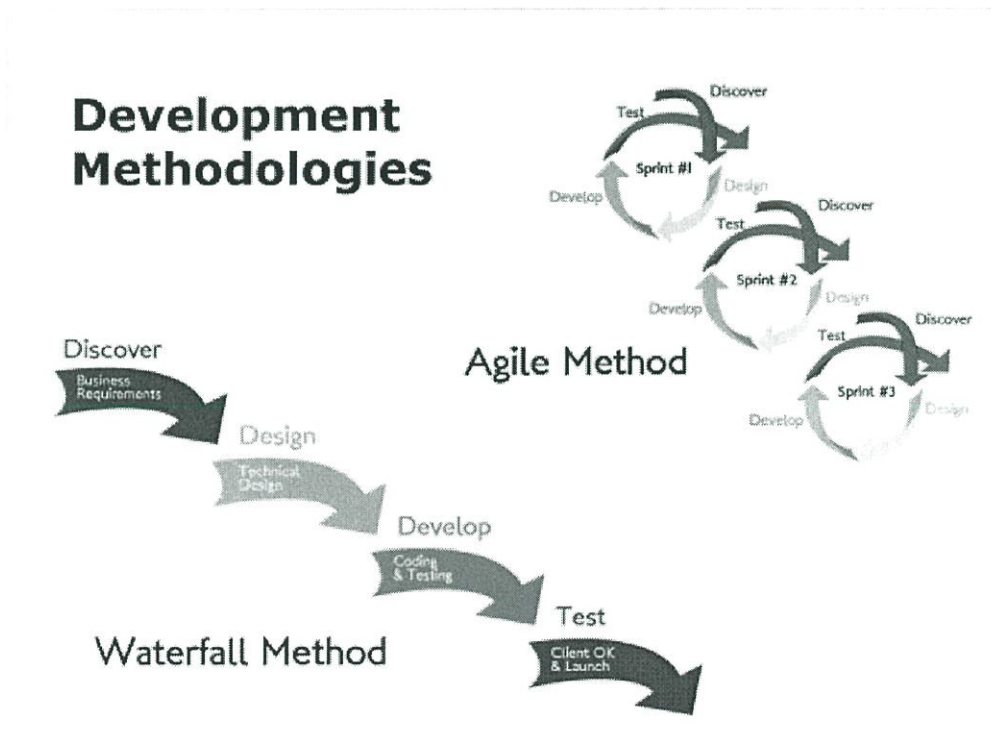 Development
Methodologies
Discover
Test
Sprint #1
Design
Develop
Discover
Test
Sprint #2
Design
Develop
Discover
Test
Sprint #3
Design
Develop
Agile Method
Discover
Business
Requirements
Design
Technical
Design
Develop
Coding
& Testing
Test
Client OK
& Launch
Waterfall Method